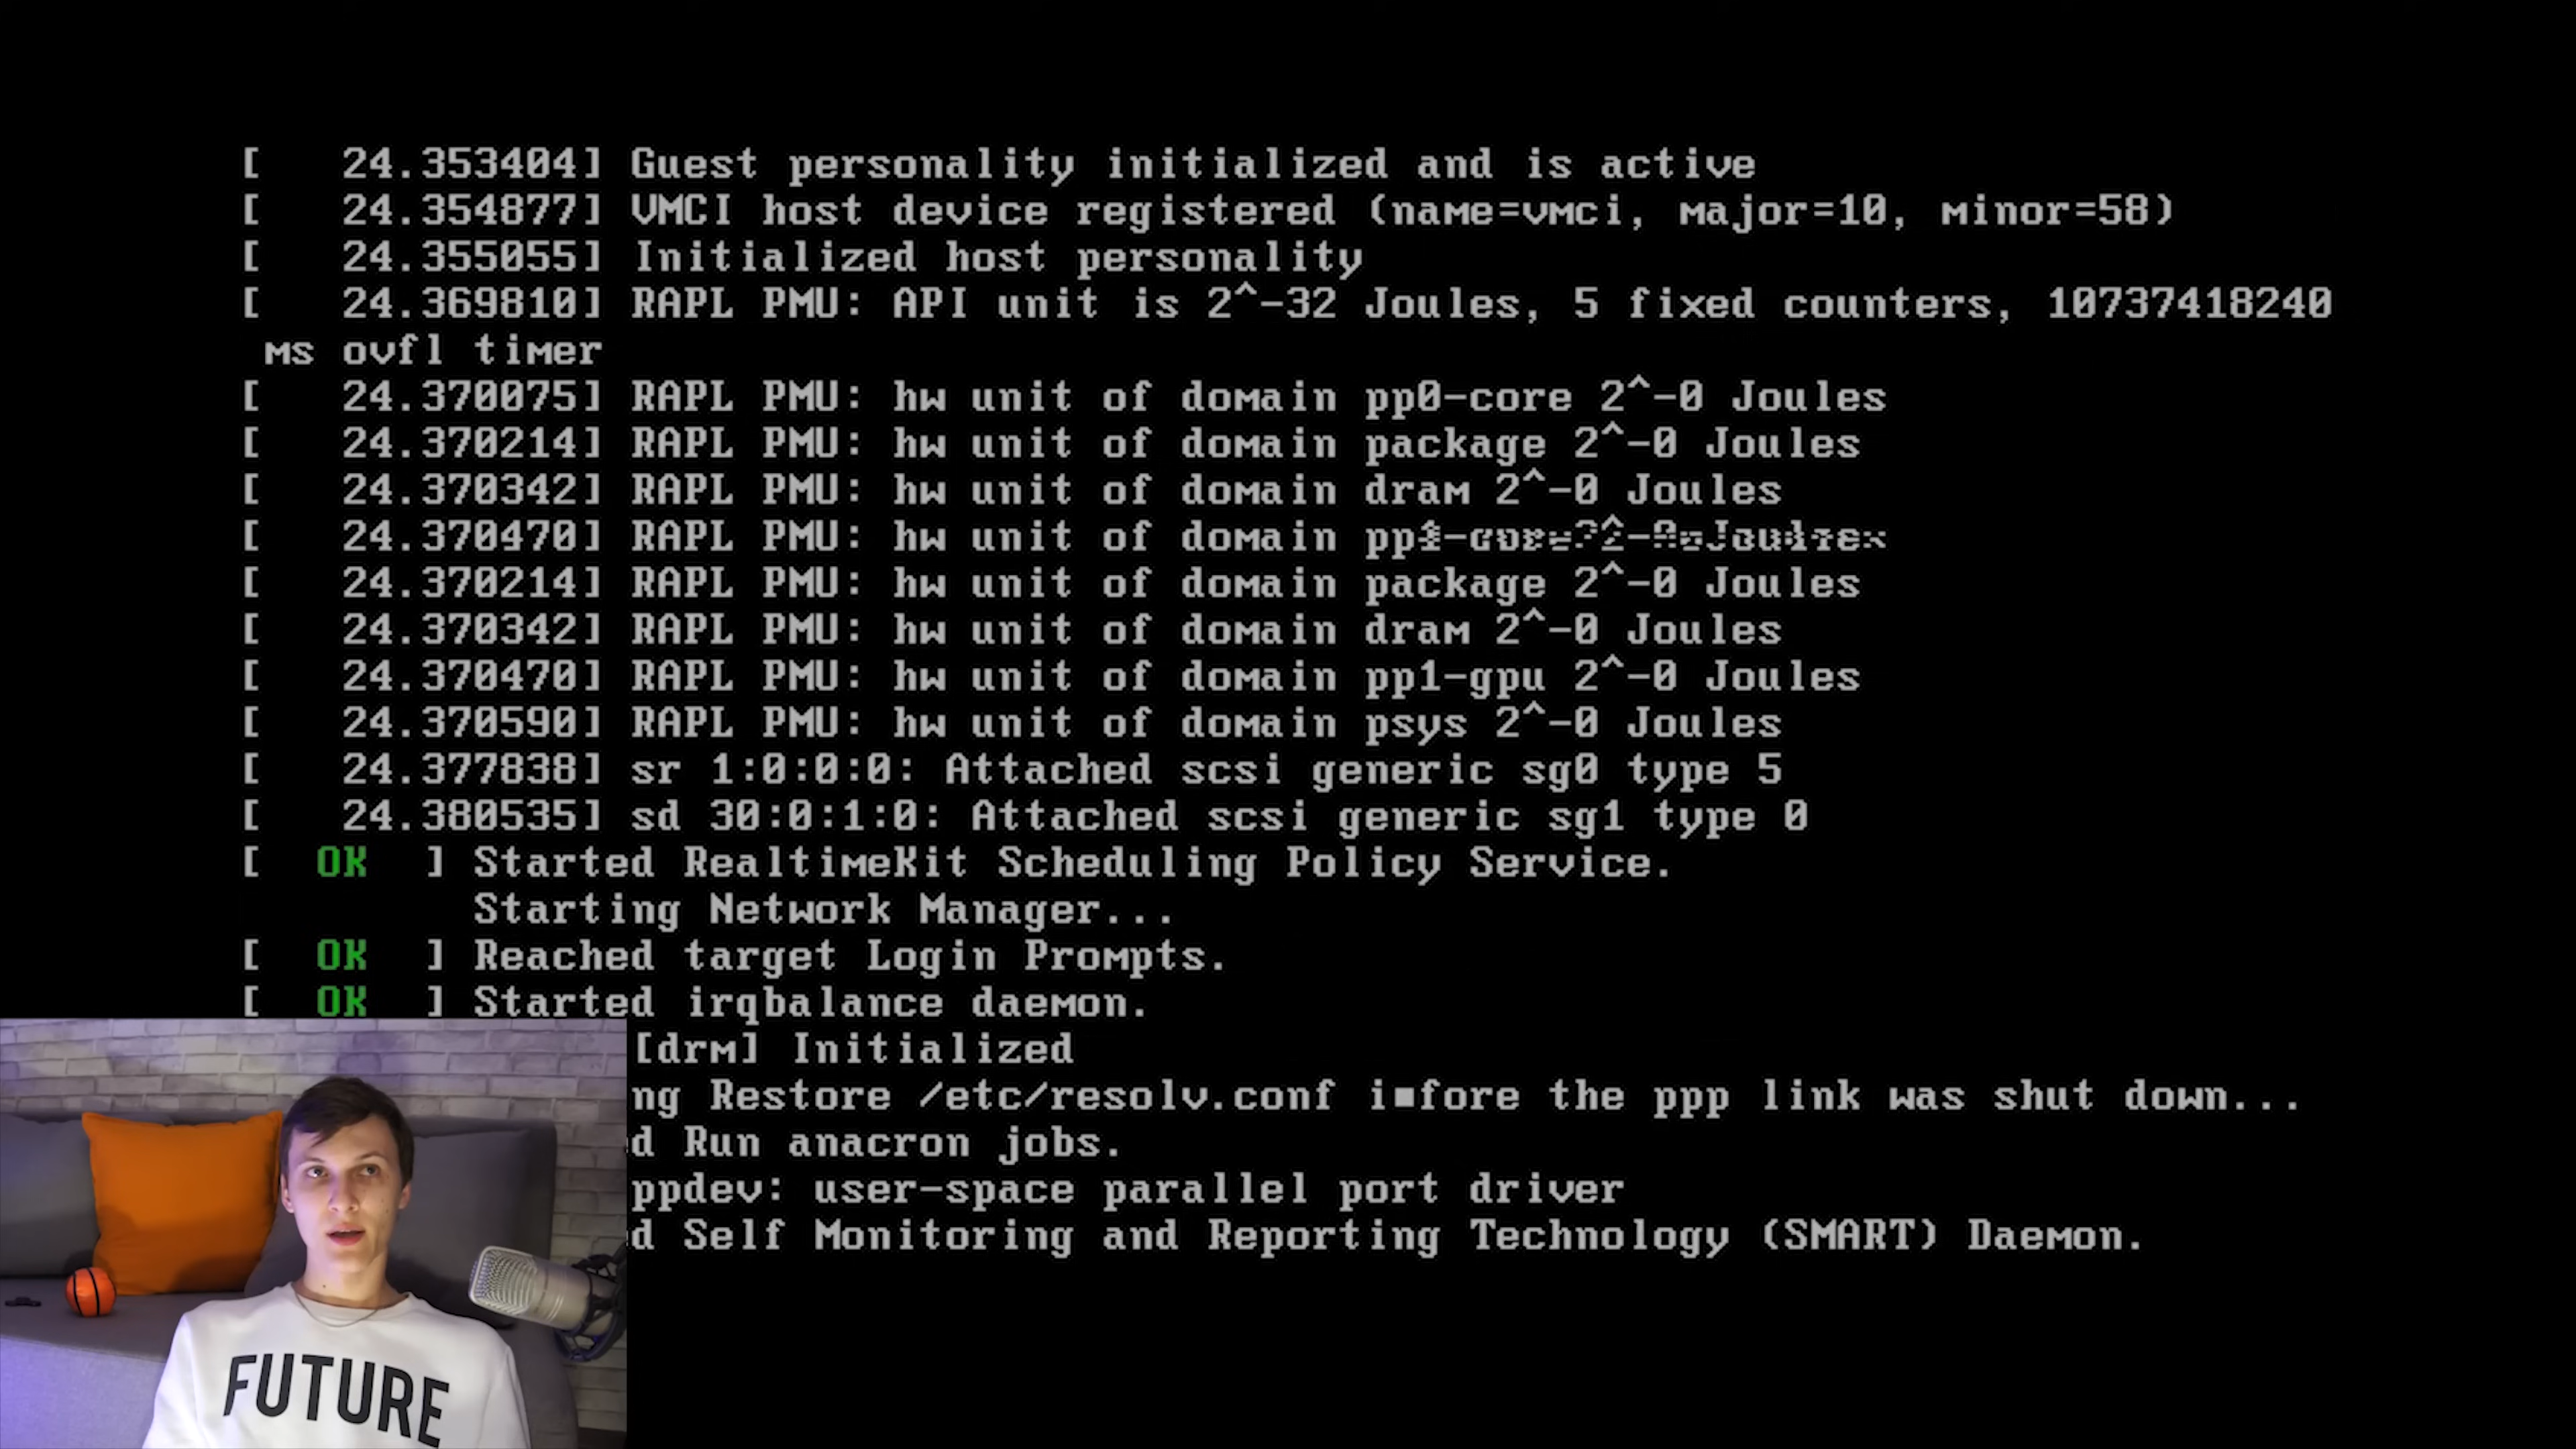 [   24.353404] Guest personality initialized and is active
[   24.354877] VMCI host device registered (name=vmci, major=10, minor=58)
[   24.355055] Initialized host personality
[   24.369810] RAPL PMU: API unit is 2^-32 Joules, 5 fixed counters, 10737418240
ms ovfl timer
[   24.370075] RAPL PMU: hw unit of domain pp0-core 2^-0 Joules
[   24.370214] RAPL PMU: hw unit of domain package 2^-0 Joules
[   24.370342] RAPL PMU: hw unit of domain dram 2^-0 Joules
[   24.370470] RAPL PMU: hw unit of domain
[   24.370214] RAPL PMU: hw unit of domain package 2^-0 Joules
[   24.370342] RAPL PMU: hw unit of domain dram 2^-0 Joules
[   24.370470] RAPL PMU: hw unit of domain pp1-gpu 2^-0 Joules
[   24.370590] RAPL PMU: hw unit of domain psys 2^-0 Joules
[   24.377838] sr 1:0:0:0: Attached scsi generic sg0 type 5
[   24.380535] sd 30:0:1:0: Attached scsi generic sg1 type 0
[  OK  ] Started RealtimeKit Scheduling Policy Service.
Starting Network Manager...
[  OK  ] Reached target Login Prompts.
[  OK  ] Started irqbalance daemon.
[drm] Initialized
ng Restore /etc/resolv.conf i■fore the ppp link was shut down...
d Run anacron jobs.
ppdev: user-space parallel port driver
d Self Monitoring and Reporting Technology (SMART) Daemon.
FUTURE